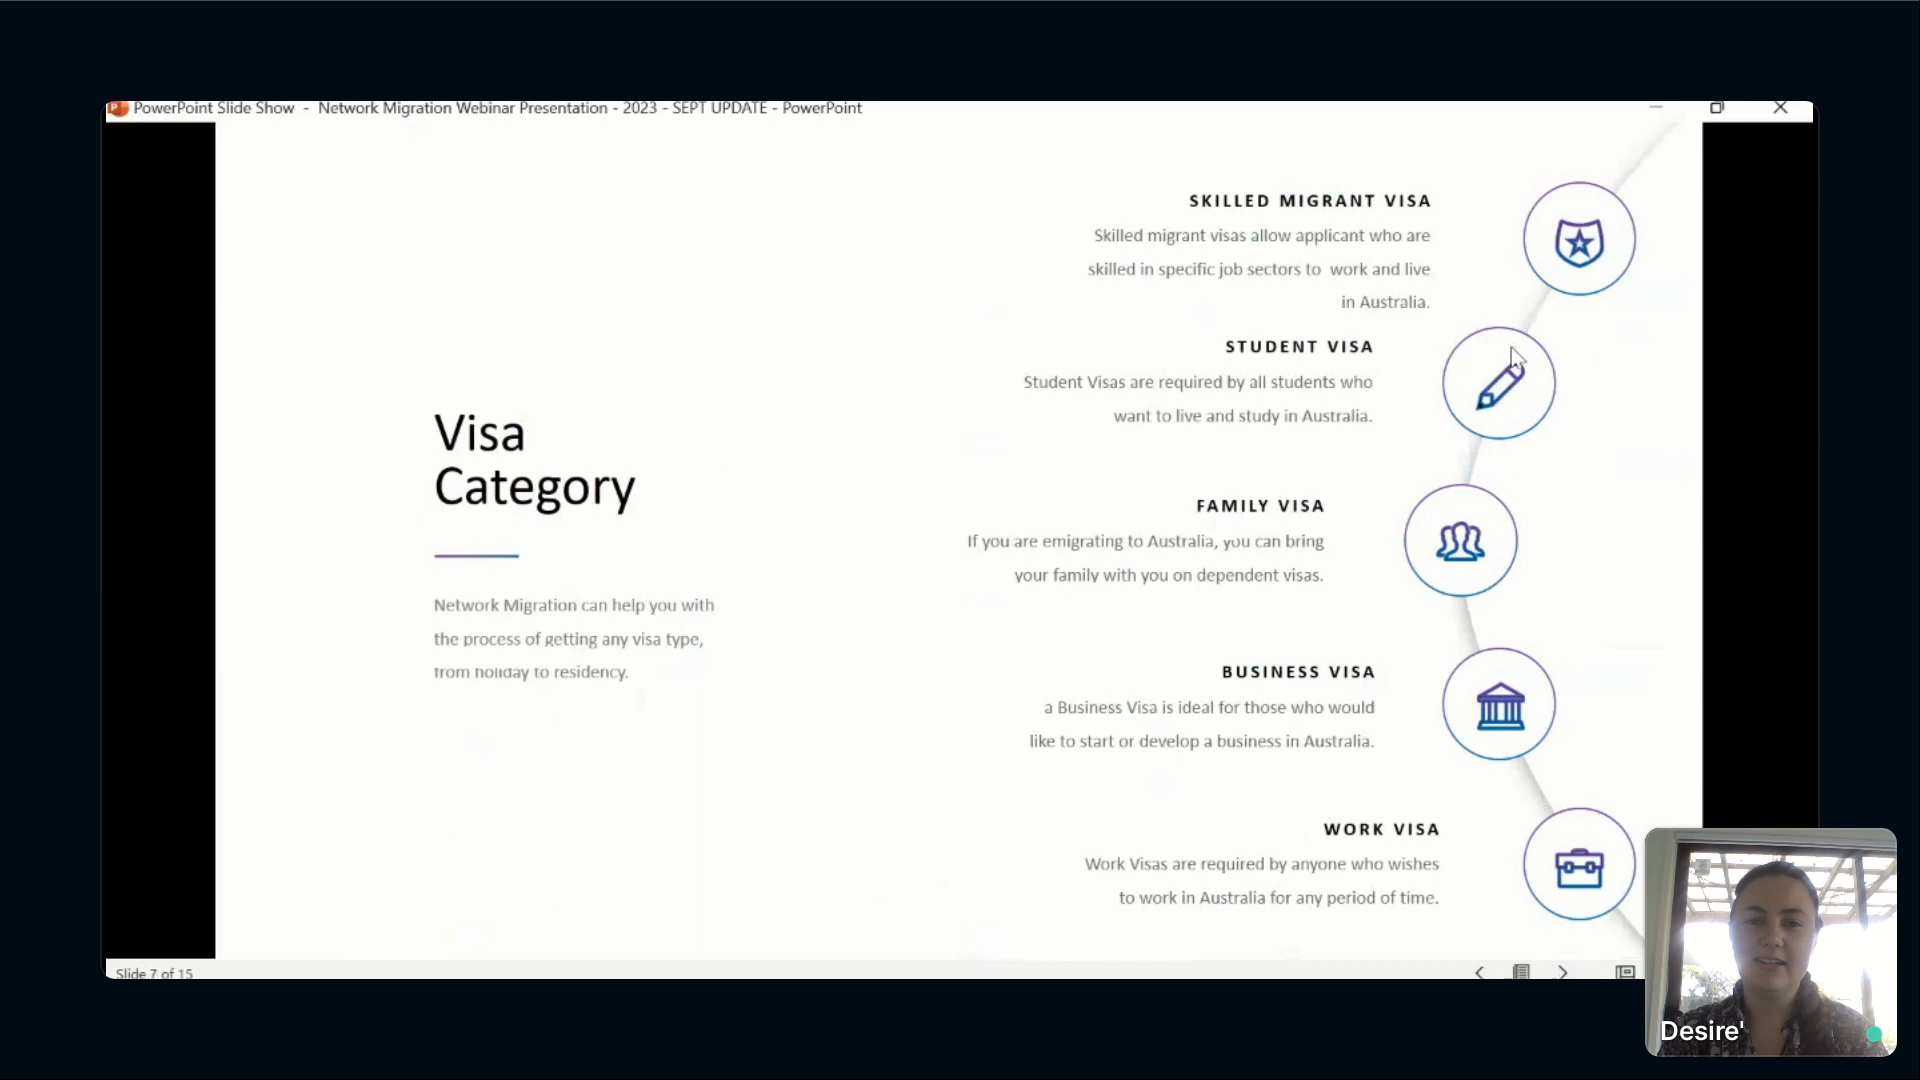 PowerPoint Slide Show - Network Migration Webinar Presentation - 2023 - SEPT UPDATE - PowerPoint
Visa
Category
Network Migration can help you with
the process of getting any visa type,
from holiday to residency.
SKILLED MIGRANT VISA
Skilled migrant visas allow applicant who are
skilled in specific job sectors to work and live
in Australia.
STUDENT VISA
Student Visas are required by all students who
want to live and study in Australia.
FAMILY VISA
If you are emigrating to Australia, you can bring
your family with you on dependent visas.
BUSINESS VISA
a Business Visa is ideal for those who would
like to start or develop a business in Australia.
WORK VISA
Work Visas are required by anyone who wishes
to work in Australia for any period of time.
Slide 7 of 15
Desire'